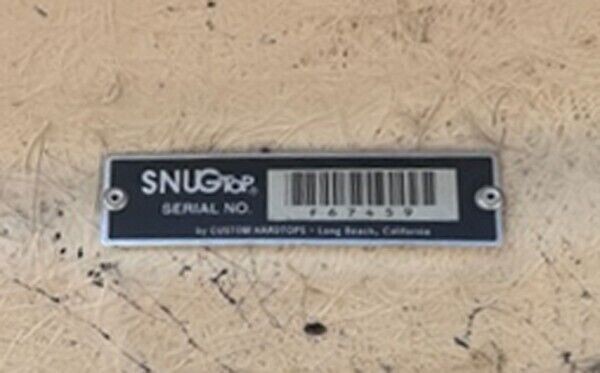 SNUGTOP®
SERIAL NO. F67459
by CUSTOM HARDTOPS • Long Beach, California